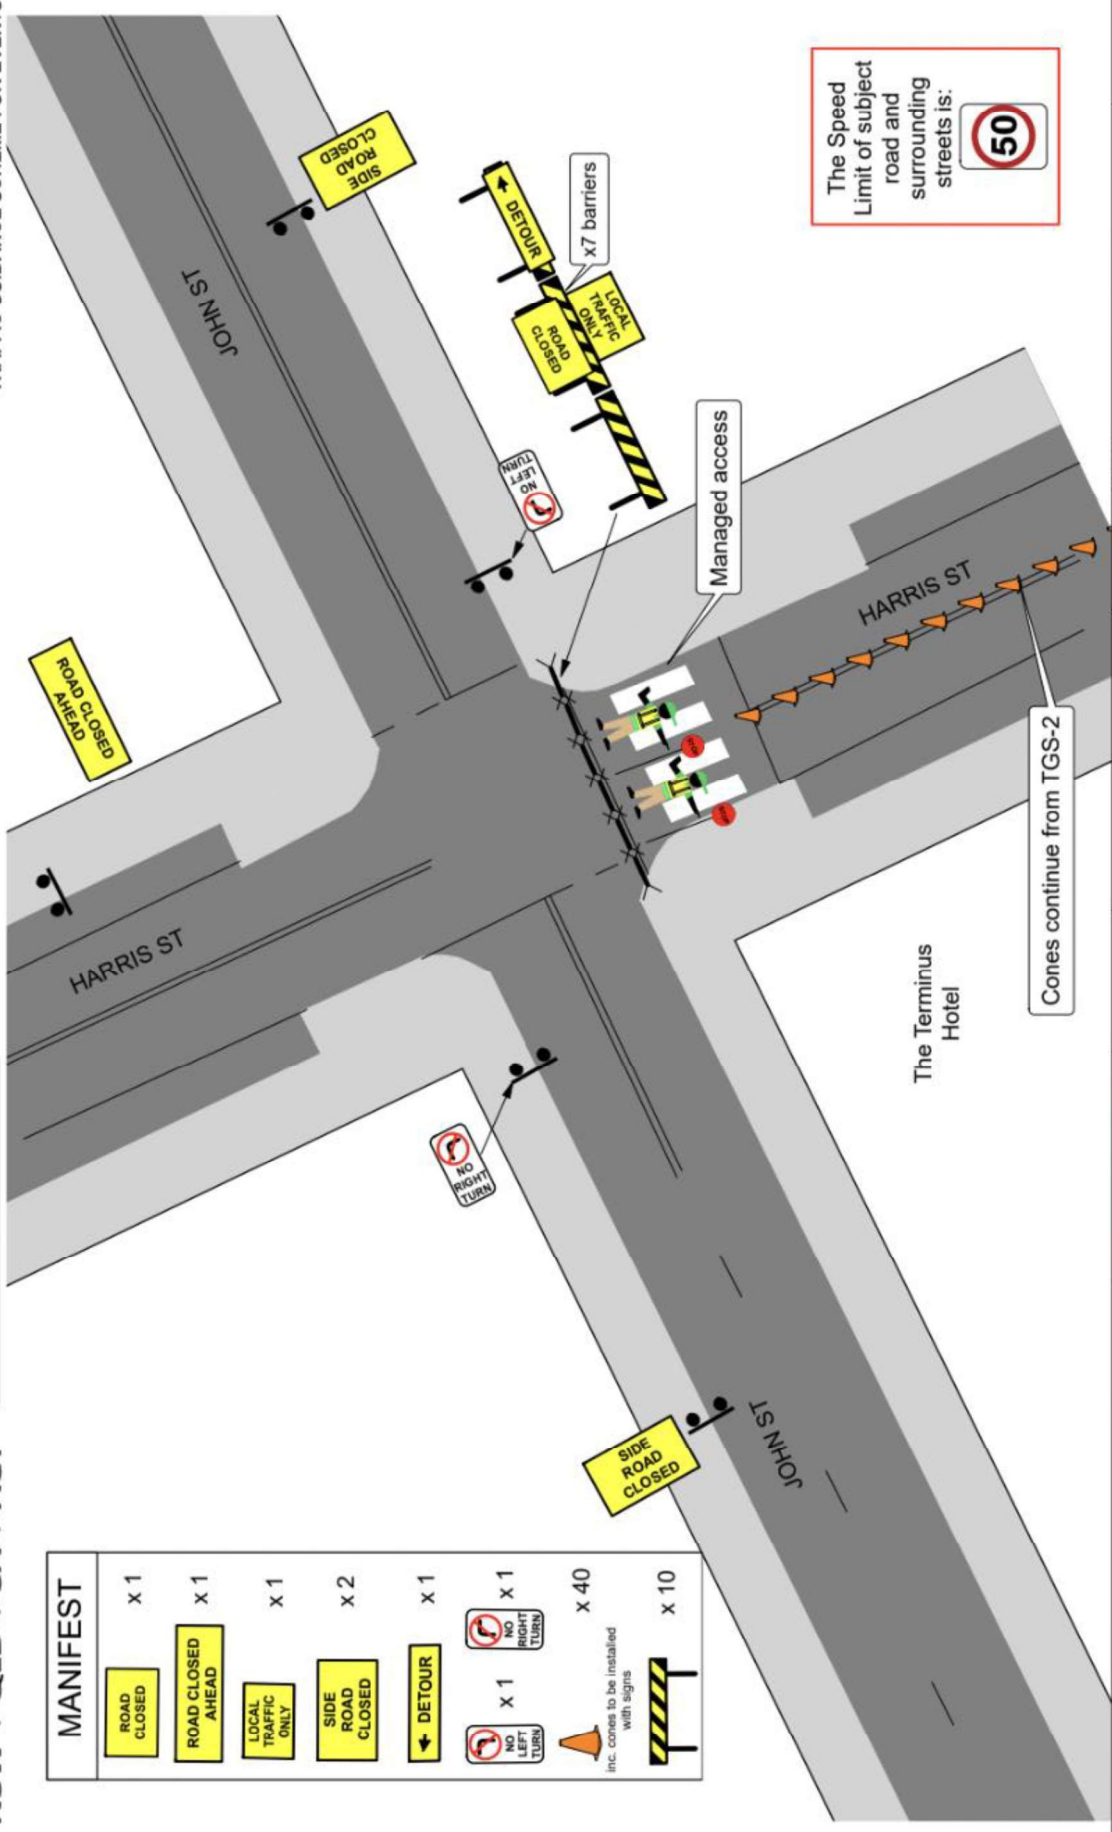 MANIFEST
ROAD
CLOSED
x 1
ROAD CLOSED
AHEAD
x 1
LOCAL
TRAFFIC
ONLY
x 1
SIDE
ROAD
CLOSED
x 2
DETOUR
x 1
NO
LEFT
TURN
x 1
NO
RIGHT
TURN
x 1
x 40
inc. cones to be installed
with signs
x 10
HARRIS ST
ROAD CLOSED
AHEAD
JOHN ST
SIDE
ROAD
CLOSED
NO
RIGHT
TURN
NO
LEFT
TURN
DETOUR
ROAD
CLOSED
LOCAL
TRAFFIC
ONLY
x7 barriers
SIDE
ROAD
CLOSED
JOHN ST
STOP
STOP
Managed access
HARRIS ST
The Terminus
Hotel
Cones continue from TGS-2
The Speed
Limit of subject
road and
surrounding
streets is:
50